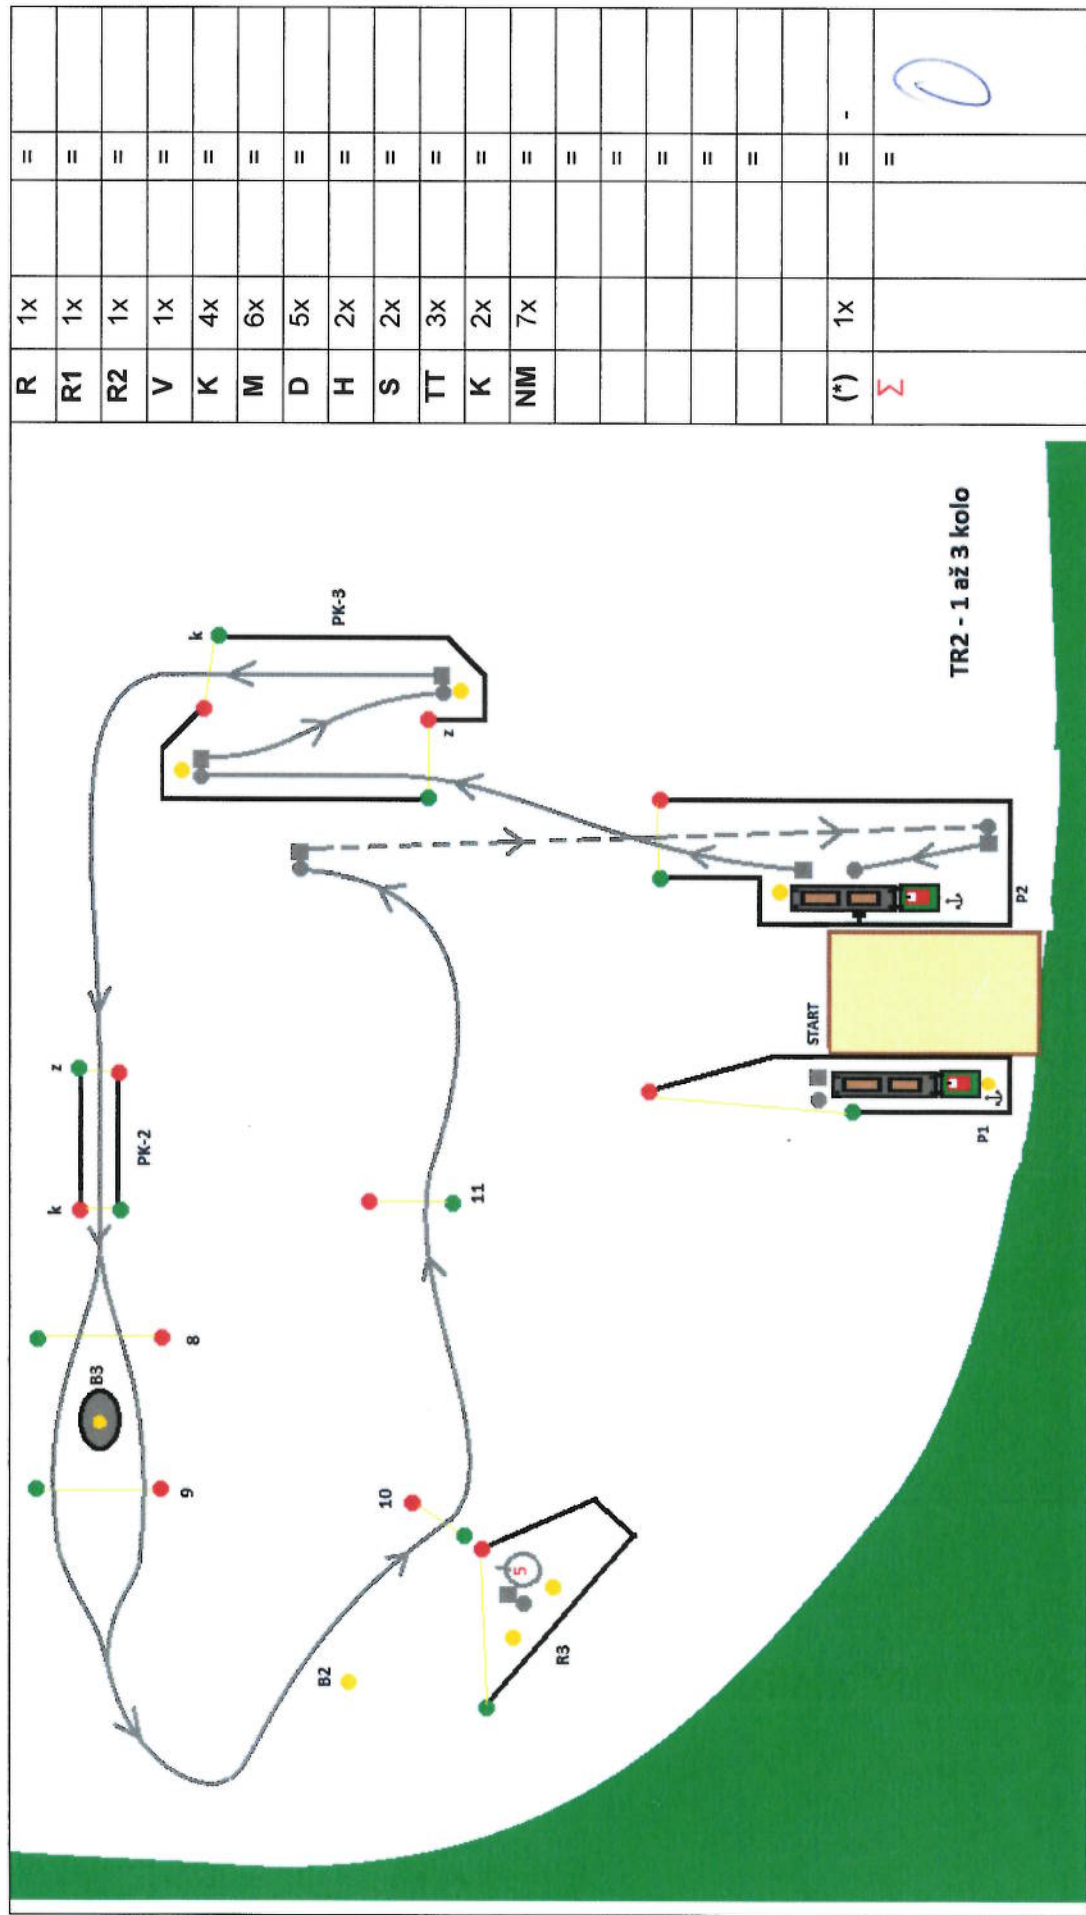 R 1x =
R1 1x =
R2 1x =
V 1x =
K 4x =
M 6x =
D 5x =
H 2x =
S 2x =
TT 3x =
K 2x =
NM 7x =
=
=
=
=
=
=
(*) 1x = -
Σ = 0
k
PK-3
z
z
PK-2
k
8
B3
9
10
11
B2
5
R3
START
P1
P2
TR2 - 1 až 3 kolo